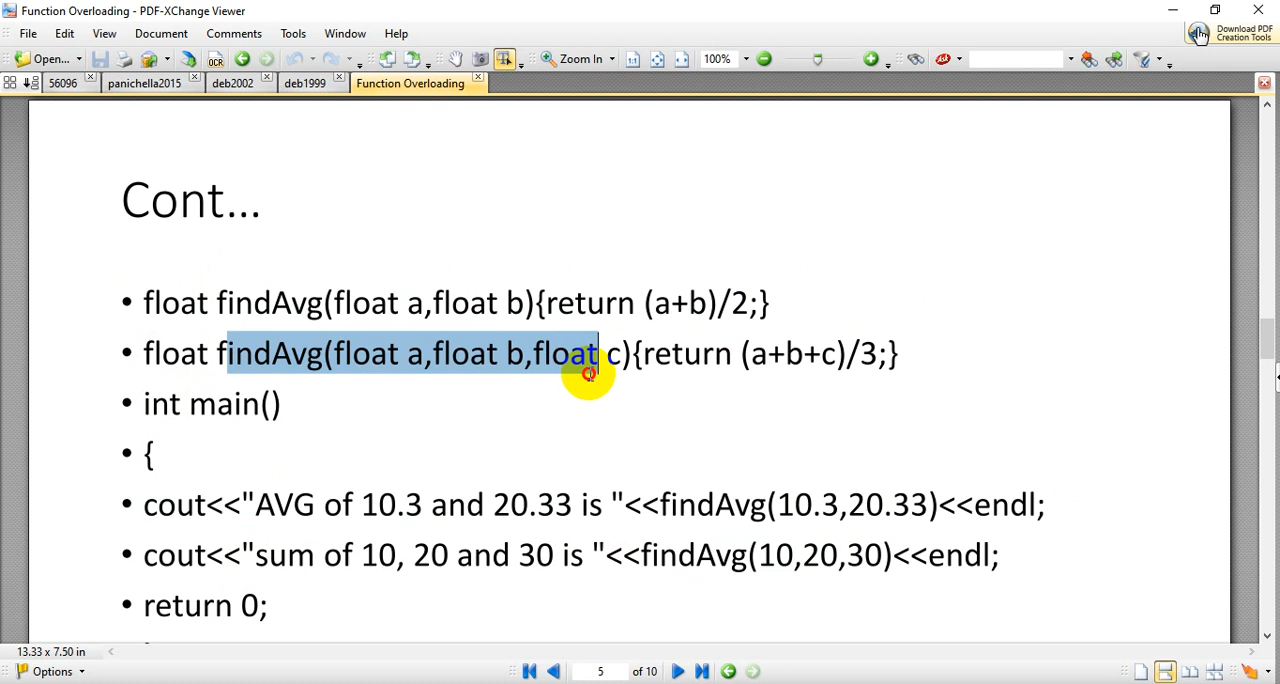 Function Overloading - PDF-XChange Viewer
File Edit View Document Comments Tools Window Help
Download PDF
Creation Tools
Open... OCR Zoom In 100%
56096 panichella2015 deb2002 deb1999 Function Overloading
Cont...
• float findAvg(float a,float b){return (a+b)/2;}
• float findAvg(float a,float b,float c){return (a+b+c)/3;}
• int main()
• {
• cout<<"AVG of 10.3 and 20.33 is "<<findAvg(10.3,20.33)<<endl;
• cout<<"sum of 10, 20 and 30 is "<<findAvg(10,20,30)<<endl;
• return 0;
13.33 x 7.50 in
Options 5 of 10